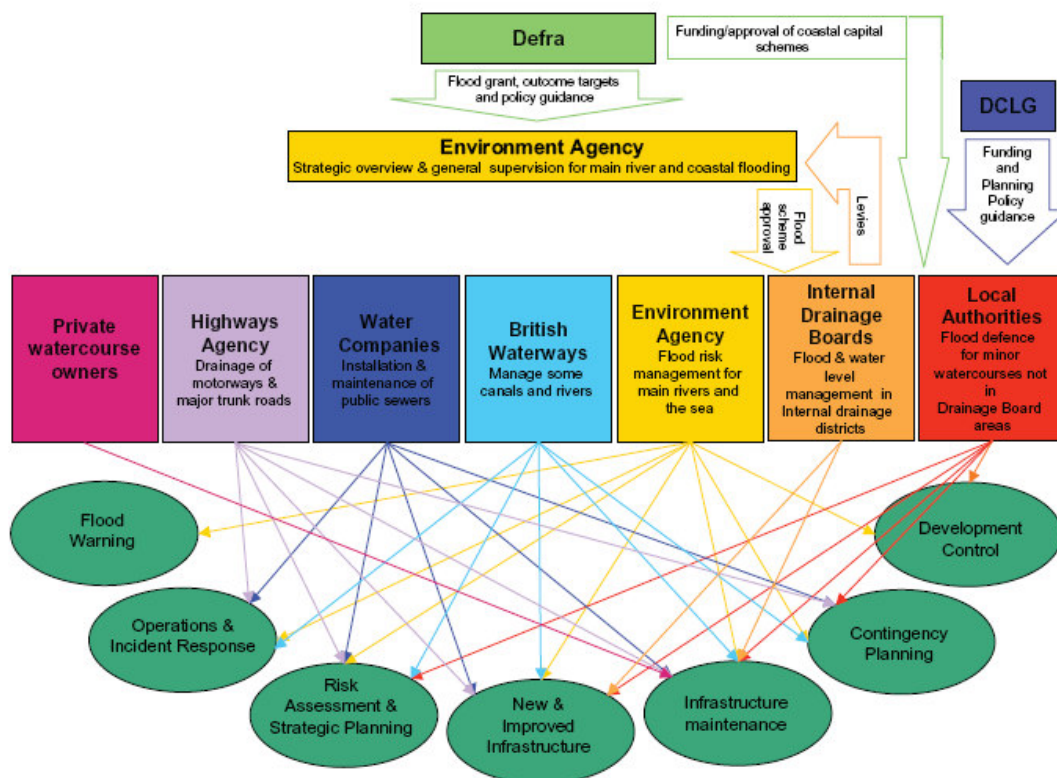 Defra
Funding/approval of coastal capital
schemes
Flood grant, outcome targets
and policy guidance
DCLG
Environment Agency
Strategic overview & general supervision for main river and coastal flooding
Funding
and
Planning
Policy
guidance
Flood
scheme
approval
Levies
Private
watercourse
owners
Highways
Agency
Drainage of
motorways &
major trunk roads
Water
Companies
Installation &
maintenance of
public sewers
British
Waterways
Manage some
canals and rivers
Environment
Agency
Flood risk
management for
main rivers and
the sea
Internal
Drainage
Boards
Flood & water
level
management in
Internal drainage
districts
Local
Authorities
Flood defence
for minor
watercourses not
in
Drainage Board
areas
Flood
Warning
Development
Control
Operations &
Incident Response
Contingency
Planning
Risk
Assessment &
Strategic Planning
New &
Improved
Infrastructure
Infrastructure
maintenance